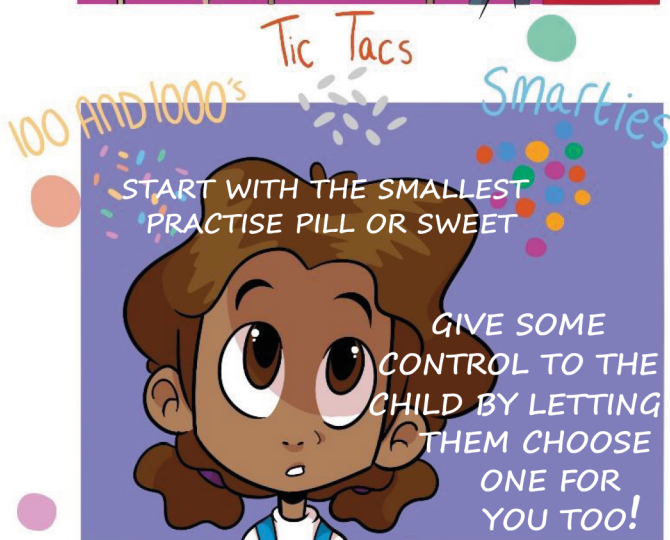 Tic Tacs
100 AND 1000's
Smarties
START WITH THE SMALLEST
PRACTISE PILL OR SWEET
GIVE SOME
CONTROL TO THE
CHILD BY LETTING
THEM CHOOSE
ONE FOR
YOU TOO!